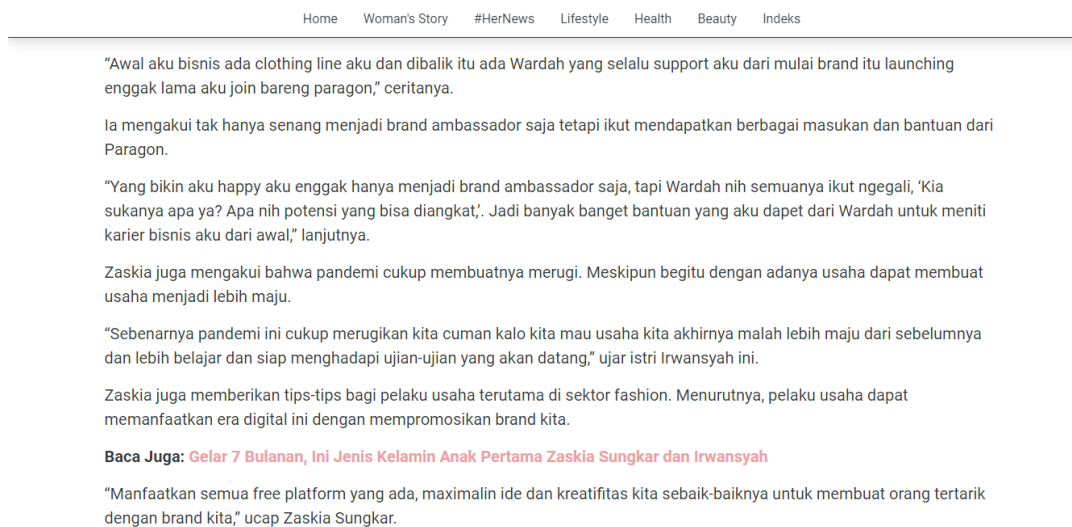 Home Woman's Story #HerNews Lifestyle Health Beauty Indeks
“Awal aku bisnis ada clothing line aku dan dibalik itu ada Wardah yang selalu support aku dari mulai brand itu launching
enggak lama aku join bareng paragon,” ceritanya.
Ia mengakui tak hanya senang menjadi brand ambassador saja tetapi ikut mendapatkan berbagai masukan dan bantuan dari
Paragon.
“Yang bikin aku happy aku enggak hanya menjadi brand ambassador saja, tapi Wardah nih semuanya ikut ngegali, ‘Kia
sukanya apa ya? Apa nih potensi yang bisa diangkat,’. Jadi banyak banget bantuan yang aku dapet dari Wardah untuk meniti
karier bisnis aku dari awal,” lanjutnya.
Zaskia juga mengakui bahwa pandemi cukup membuatnya merugi. Meskipun begitu dengan adanya usaha dapat membuat
usaha menjadi lebih maju.
“Sebenarnya pandemi ini cukup merugikan kita cuman kalo kita mau usaha kita akhirnya malah lebih maju dari sebelumnya
dan lebih belajar dan siap menghadapi ujian-ujian yang akan datang,” ujar istri Irwansyah ini.
Zaskia juga memberikan tips-tips bagi pelaku usaha terutama di sektor fashion. Menurutnya, pelaku usaha dapat
memanfaatkan era digital ini dengan mempromosikan brand kita.
Baca Juga: Gelar 7 Bulanan, Ini Jenis Kelamin Anak Pertama Zaskia Sungkar dan Irwansyah
“Manfaatkan semua free platform yang ada, maximalin ide dan kreatifitas kita sebaik-baiknya untuk membuat orang tertarik
dengan brand kita,” ucap Zaskia Sungkar.